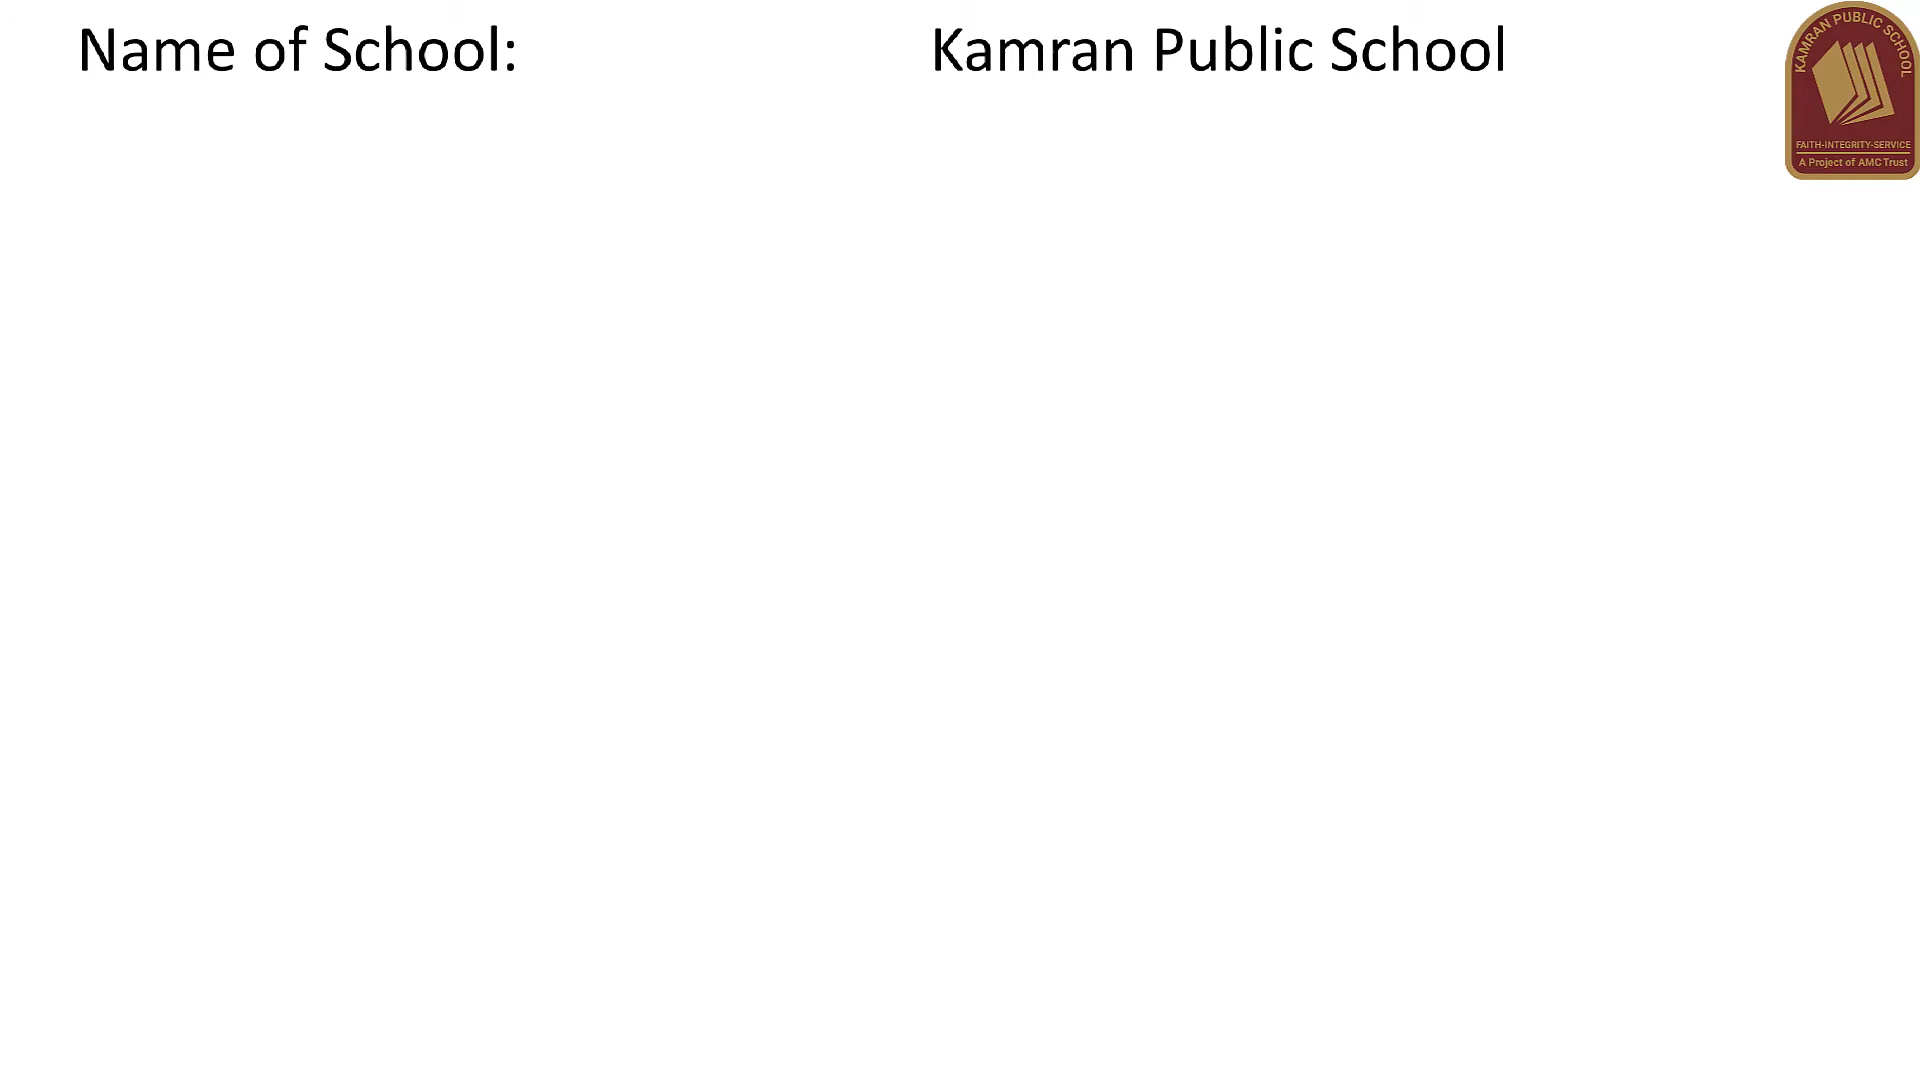 Name of School: Kamran Public School
KAMRAN PUBLIC SCHOOL
FAITH-INTEGRITY-SERVICE
A Project of AMC Trust